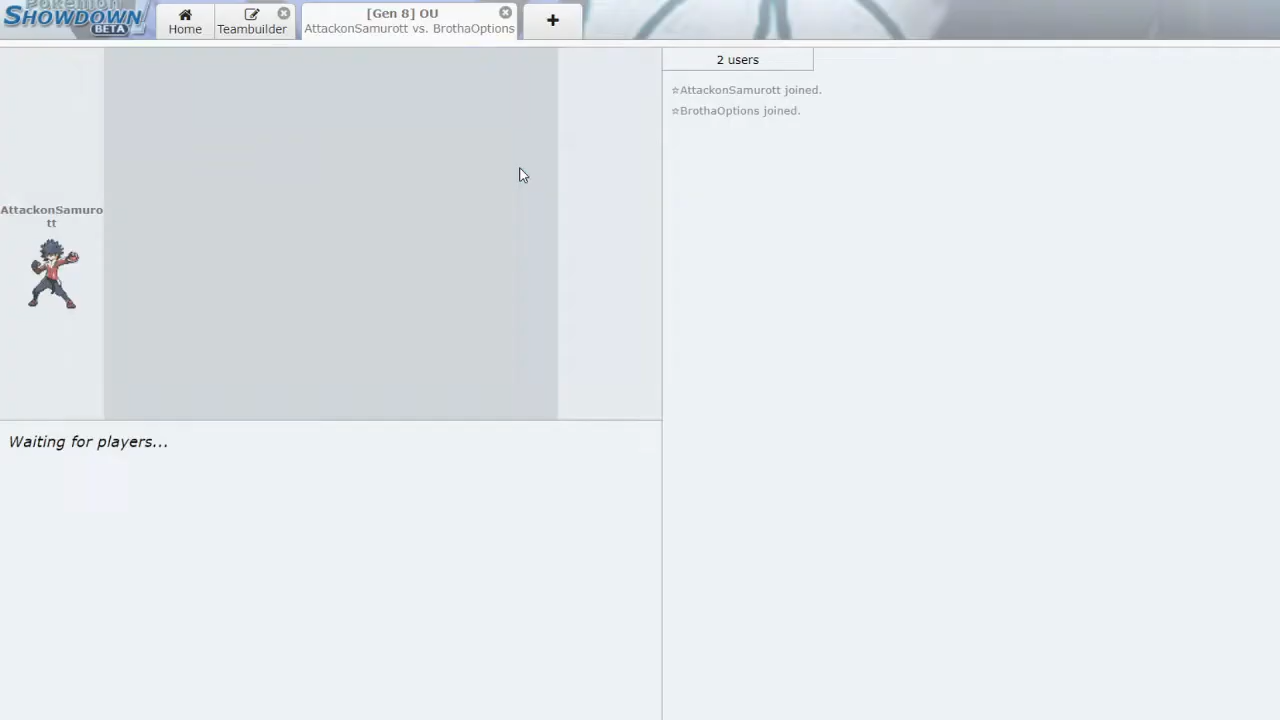 Pokémon
SHOWDOWN
BETA
Home
Teambuilder
[Gen 8] OU
AttackonSamurott vs. BrothaOptions
2 users
☆AttackonSamurott joined.
☆BrothaOptions joined.
AttackonSamuro
tt
Waiting for players...